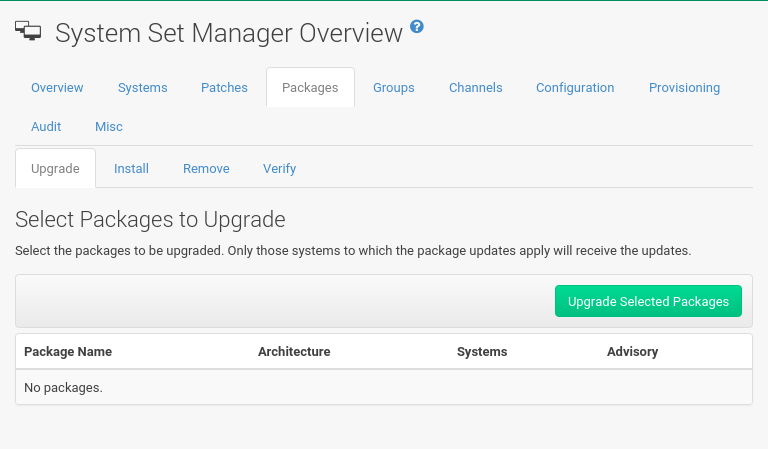 System Set Manager Overview ?
Overview Systems Patches Packages Groups Channels Configuration Provisioning
Audit Misc
Upgrade Install Remove Verify
Select Packages to Upgrade
Select the packages to be upgraded. Only those systems to which the package updates apply will receive the updates.
Upgrade Selected Packages
Package Name Architecture Systems Advisory
No packages.